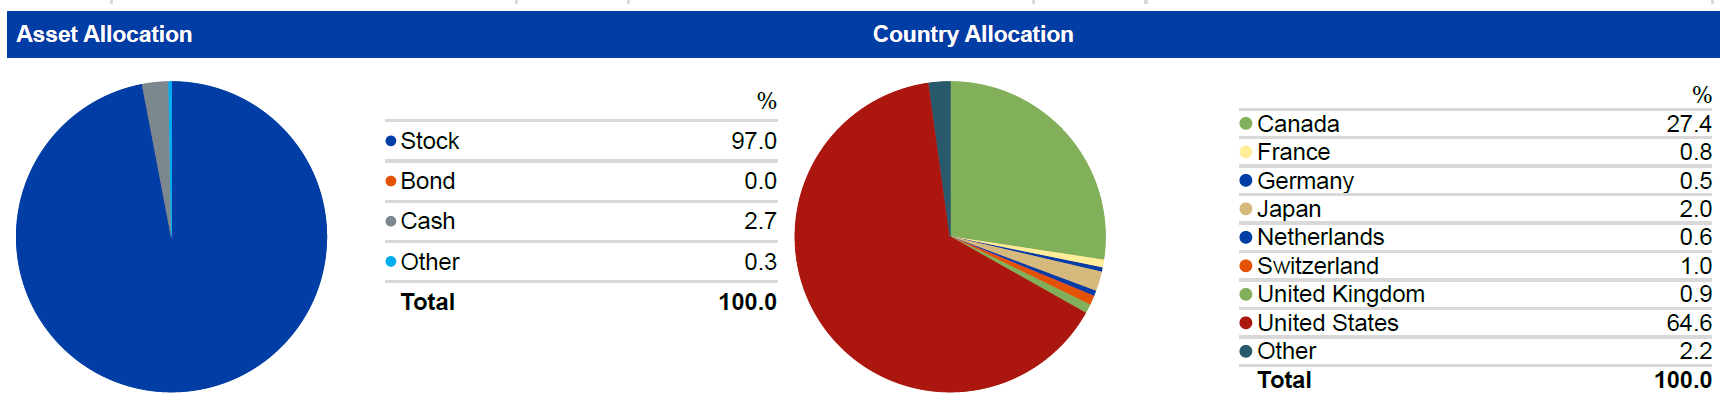 Asset Allocation
Country Allocation
%
Stock 97.0
Bond 0.0
Cash 2.7
Other 0.3
Total 100.0
%
Canada 27.4
France 0.8
Germany 0.5
Japan 2.0
Netherlands 0.6
Switzerland 1.0
United Kingdom 0.9
United States 64.6
Other 2.2
Total 100.0